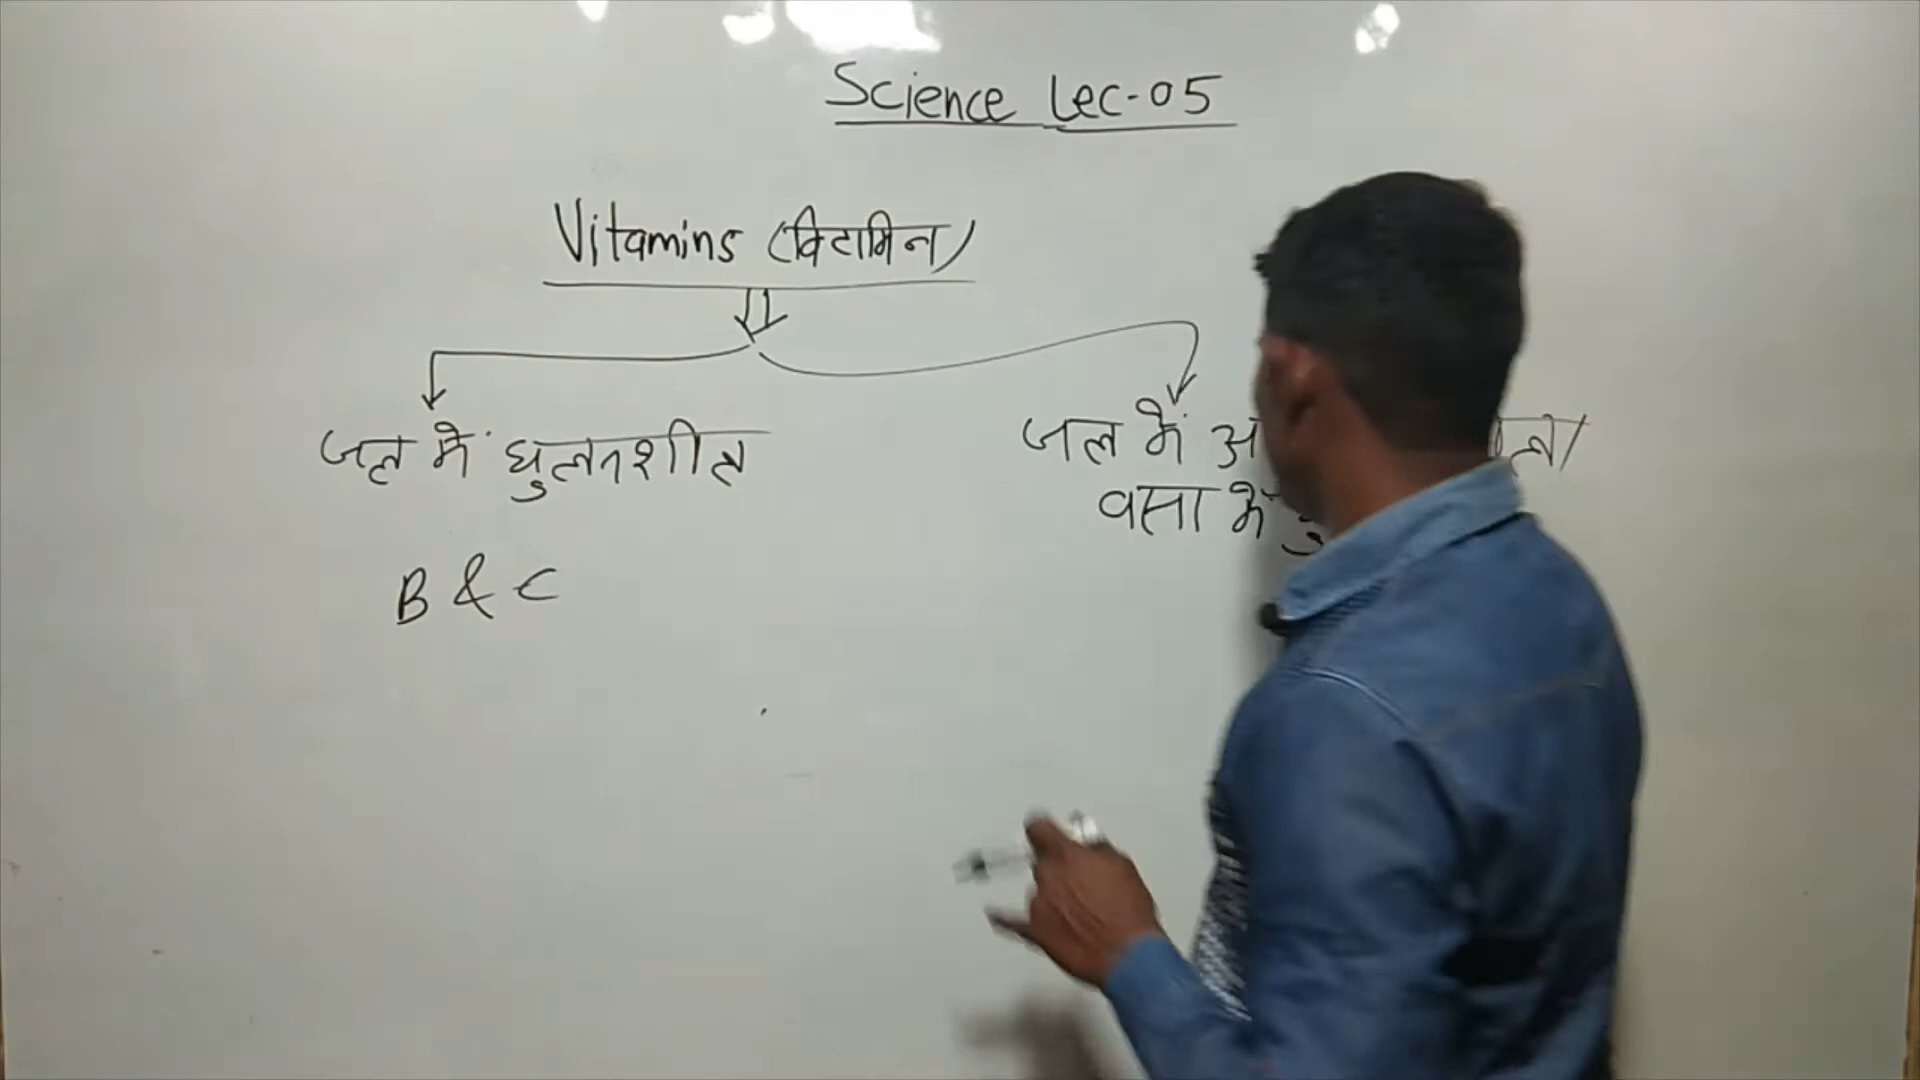 Science Lec-05
Vitamins (विटामिन)
जल में घुलनशील
जल में
वसा में
B & C